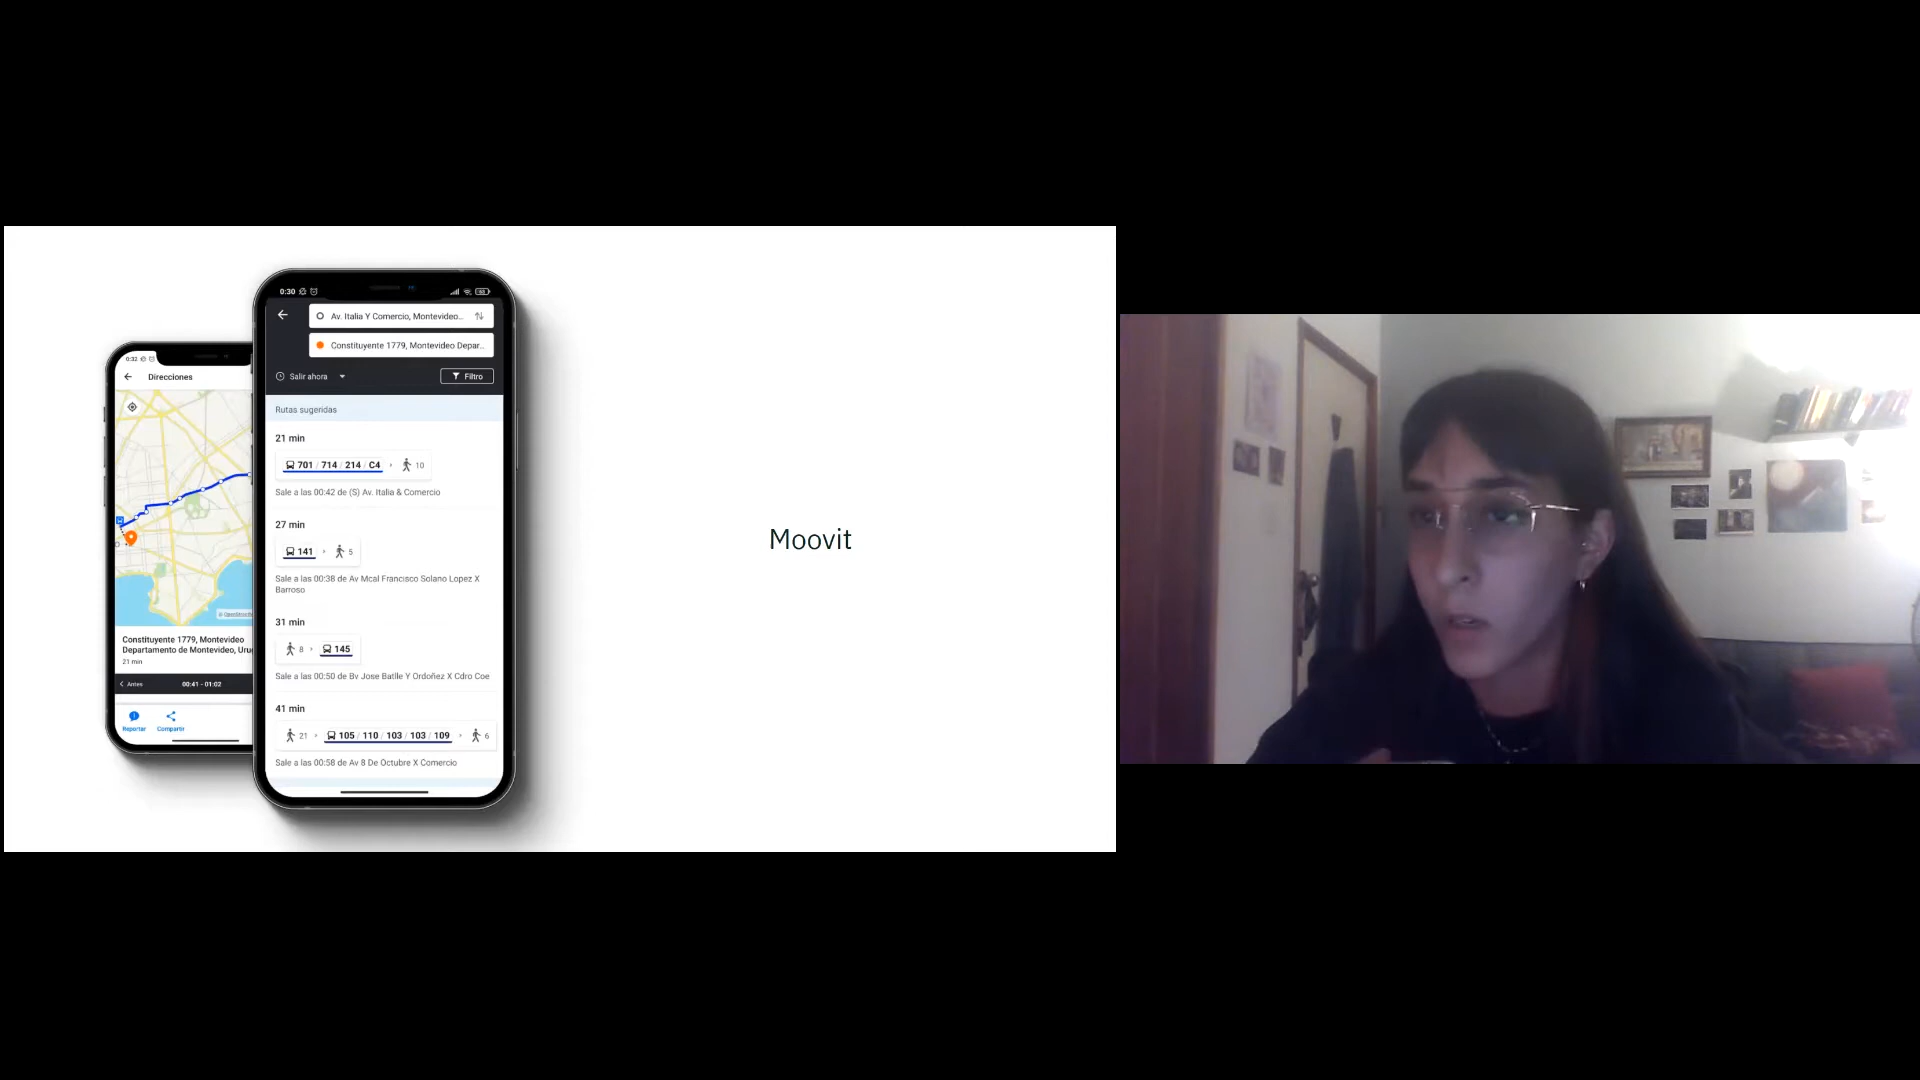 0:32
Direcciones
Constituyente 1779, Montevideo
Departamento de Montevideo, Uru
21 min
Antes
00:41 - 01:02
Reportar
Compartir
0:30
Av. Italia Y Comercio, Montevideo...
Constituyente 1779, Montevideo Depar...
Salir ahora
Filtro
Rutas sugeridas
21 min
701 / 714 / 214 / C4 › 10
Sale a las 00:42 de (S) Av. Italia & Comercio
27 min
141 › 5
Sale a las 00:38 de Av Mcal Francisco Solano Lopez X
Barroso
31 min
8 › 145
Sale a las 00:50 de Bv Jose Batlle Y Ordoñez X Cdro Coe
41 min
21 › 105 / 110 / 103 / 103 / 109 › 6
Sale a las 00:58 de Av 8 De Octubre X Comercio
Moovit